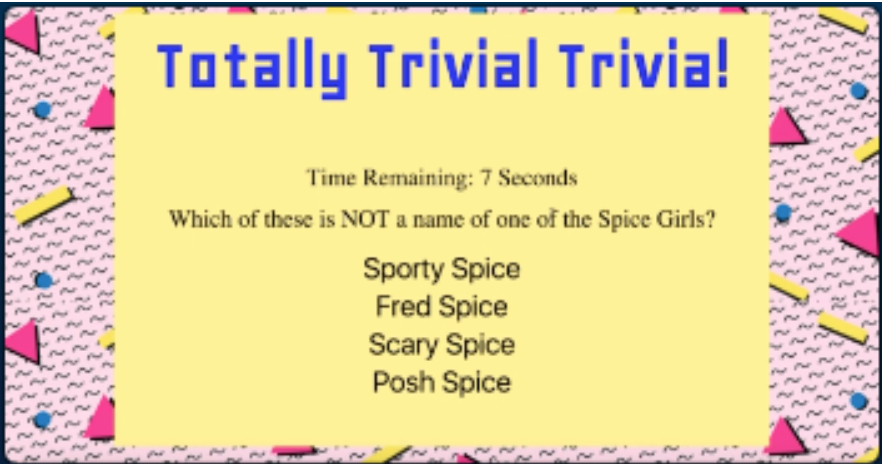 Totally Trivial Trivia!
Time Remaining: 7 Seconds
Which of these is NOT a name of one of the Spice Girls?
Sporty Spice
Fred Spice
Scary Spice
Posh Spice